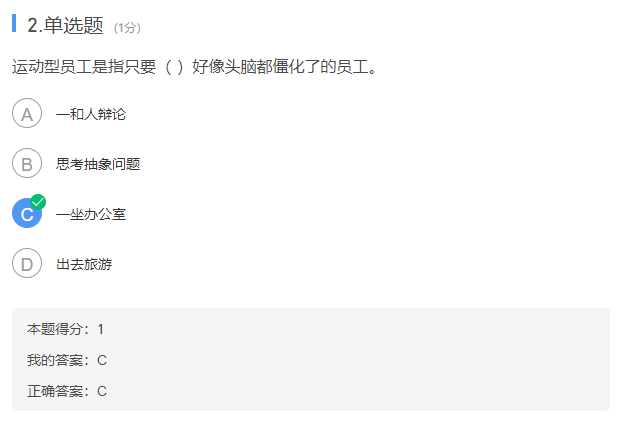 2.单选题 (1分)
运动型员工是指只要（ ）好像头脑都僵化了的员工。
A 一和人辩论
B 思考抽象问题
C 一坐办公室
D 出去旅游
本题得分：1
我的答案：C
正确答案：C